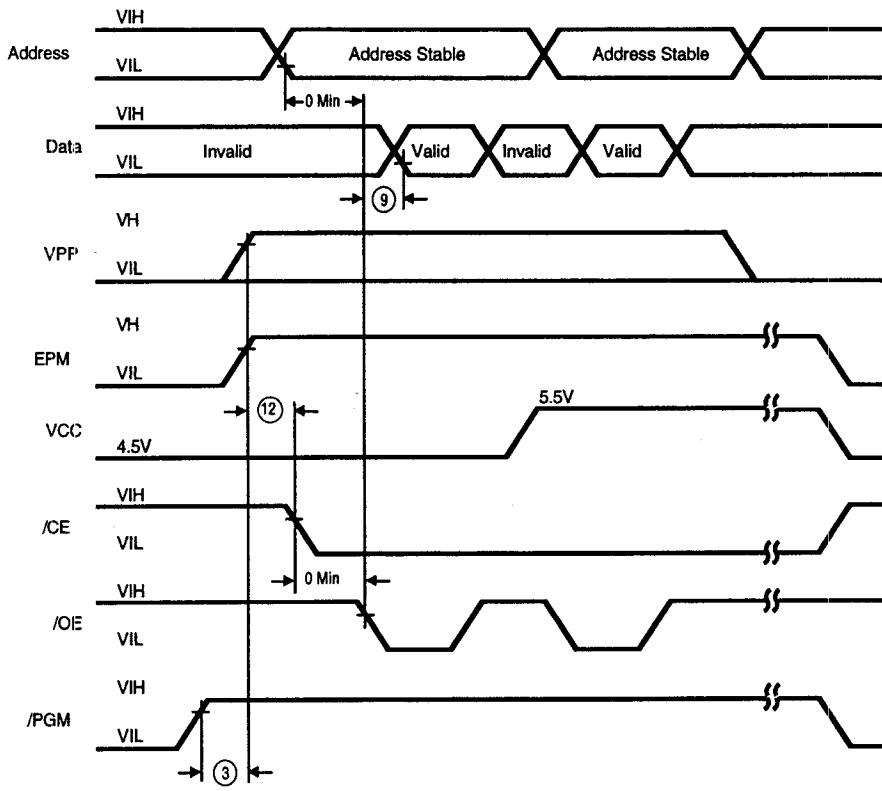 VIH
Address
Address Stable
Address Stable
VIL
0 Min
VIH
Data
Invalid
Valid
Invalid
Valid
VIL
9
VH
VPP
VIL
VH
EPM
VIL
12
5.5V
VCC
4.5V
VIH
/CE
VIL
0 Min
VIH
/OE
VIL
VIH
/PGM
VIL
3